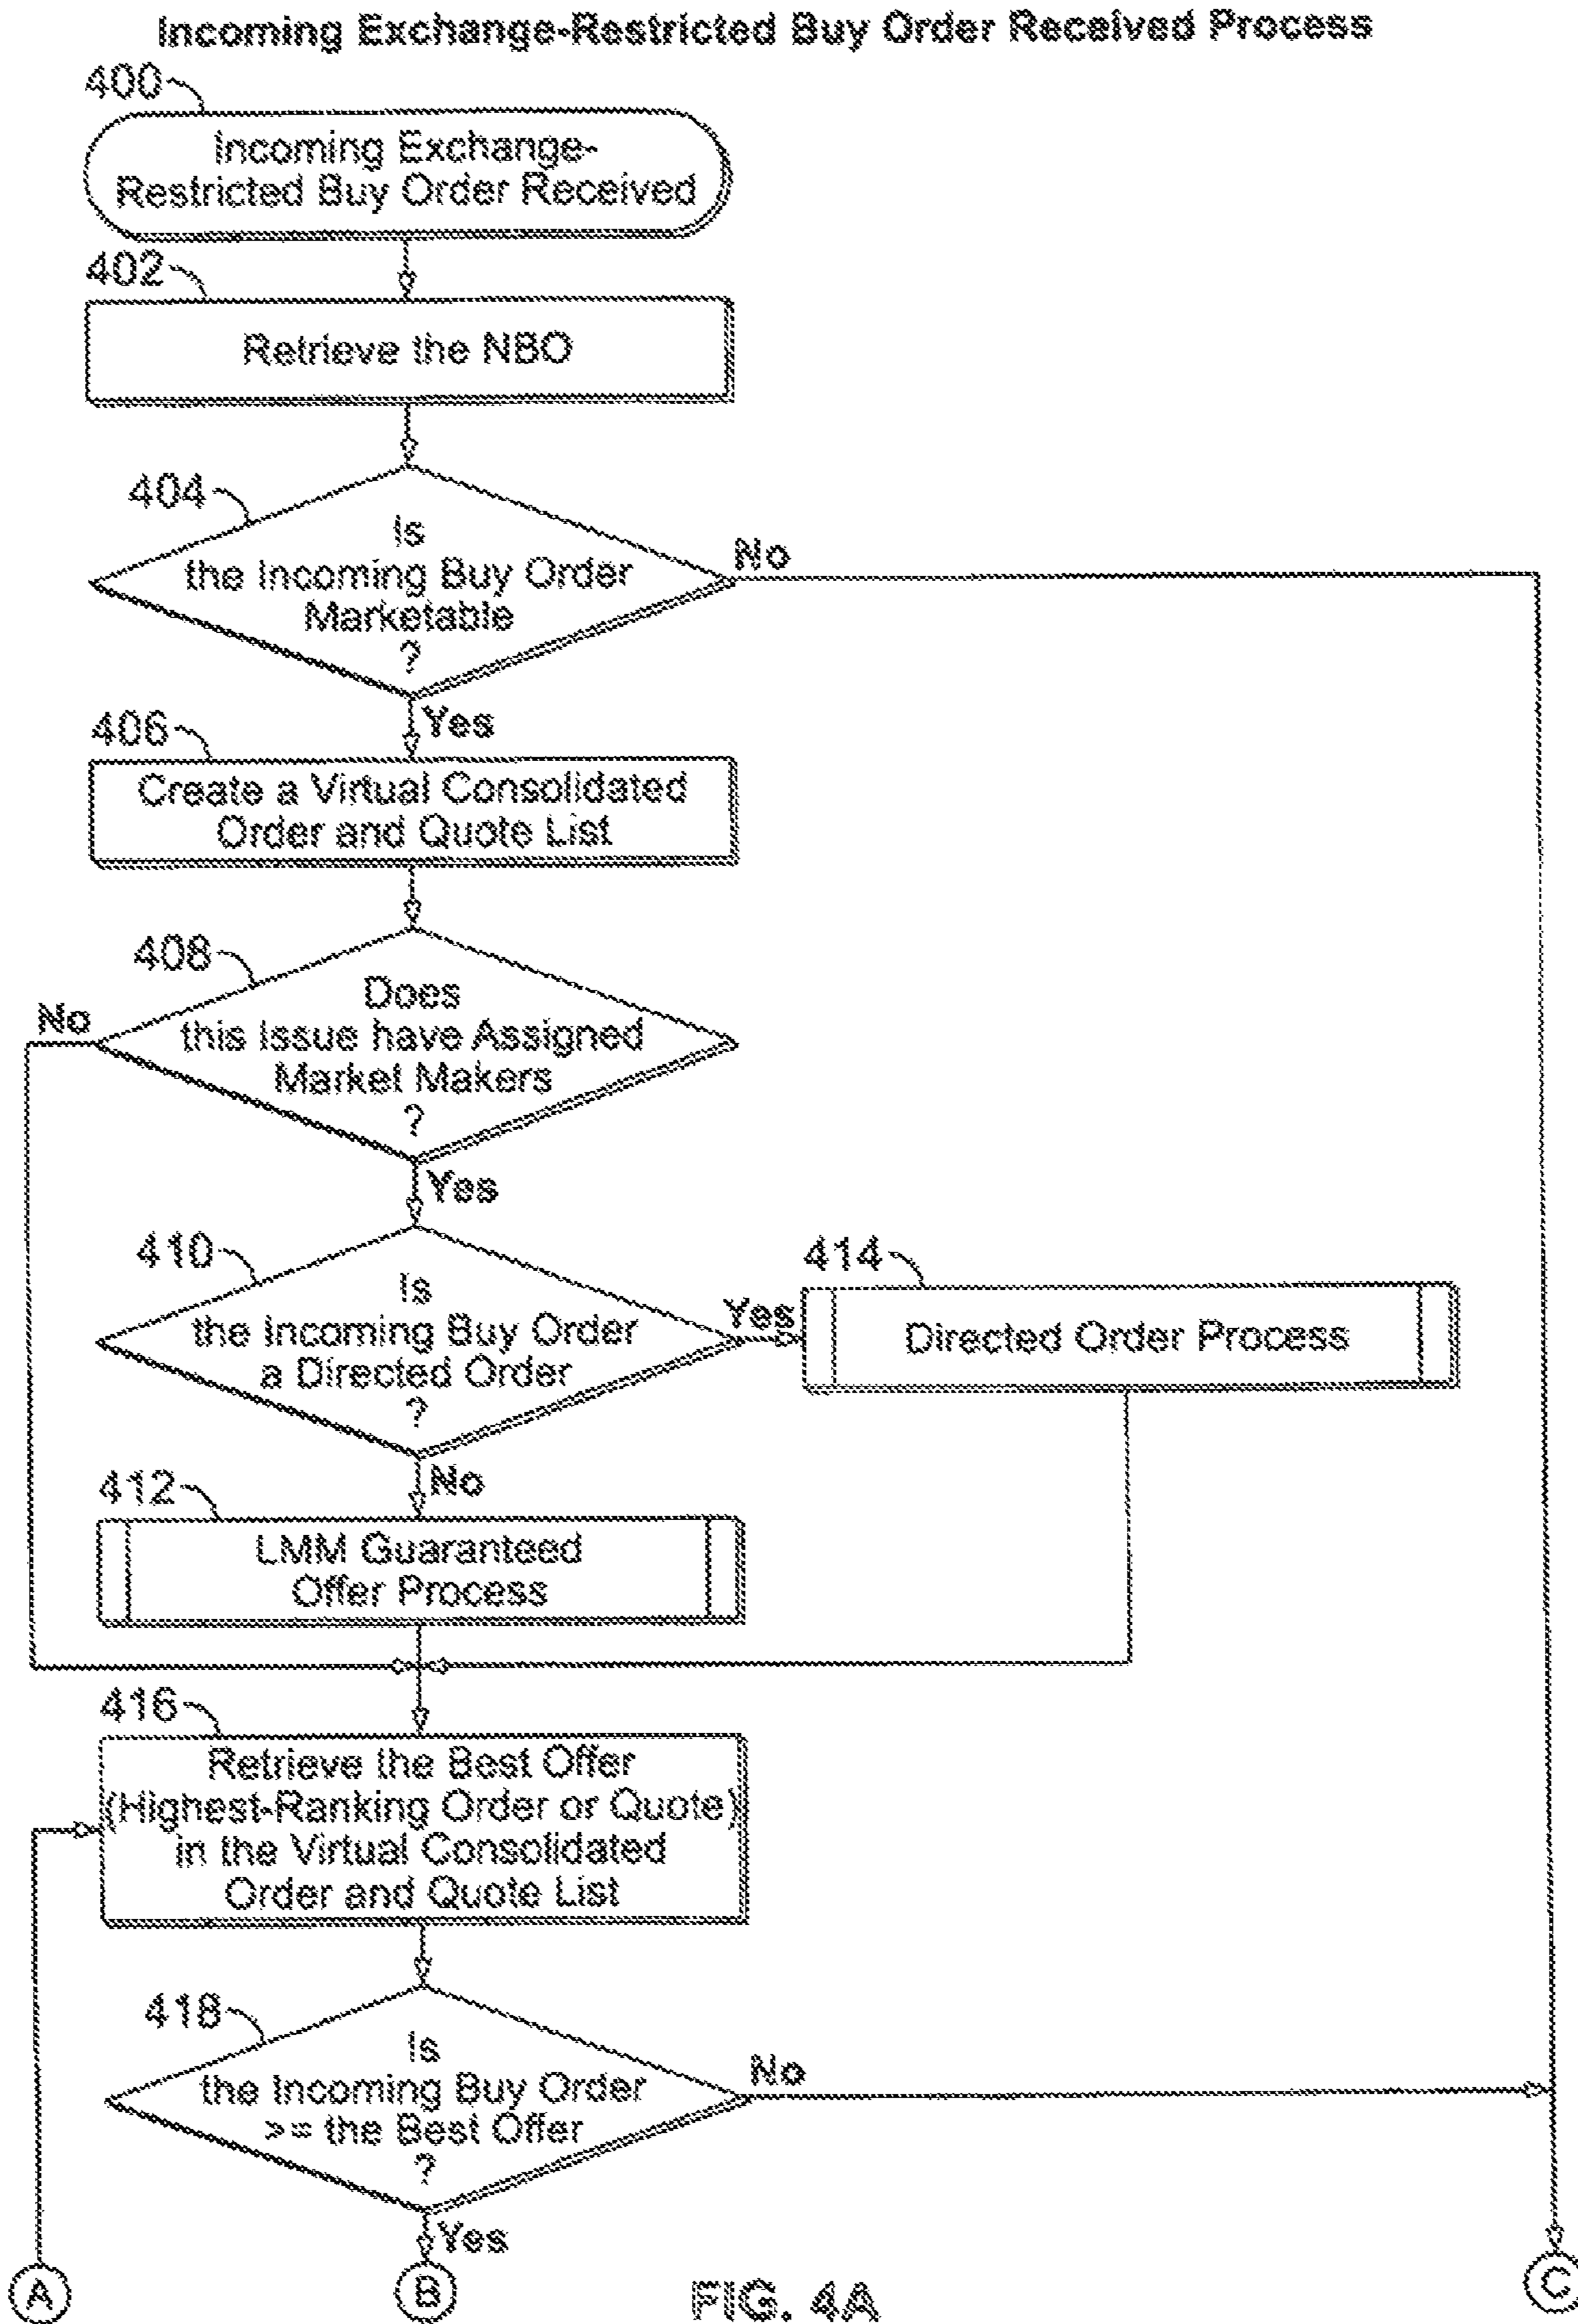 Incoming Exchange-Restricted Buy Order Received Process
400
Incoming Exchange-
Restricted Buy Order Received
402
Retrieve the NBO
404
Is
the Incoming Buy Order
Marketable
?
No
Yes
406
Create a Virtual Consolidated
Order and Quote List
408
Does
this Issue have Assigned
Market Makers
?
No
Yes
410
Is
the Incoming Buy Order
a Directed Order
?
Yes
414
Directed Order Process
No
412
LMM Guaranteed
Offer Process
416
Retrieve the Best Offer
(Highest-Ranking Order or Quote)
in the Virtual Consolidated
Order and Quote List
418
Is
the Incoming Buy Order
>= the Best Offer
?
No
Yes
A
B
C
FIG. 4A